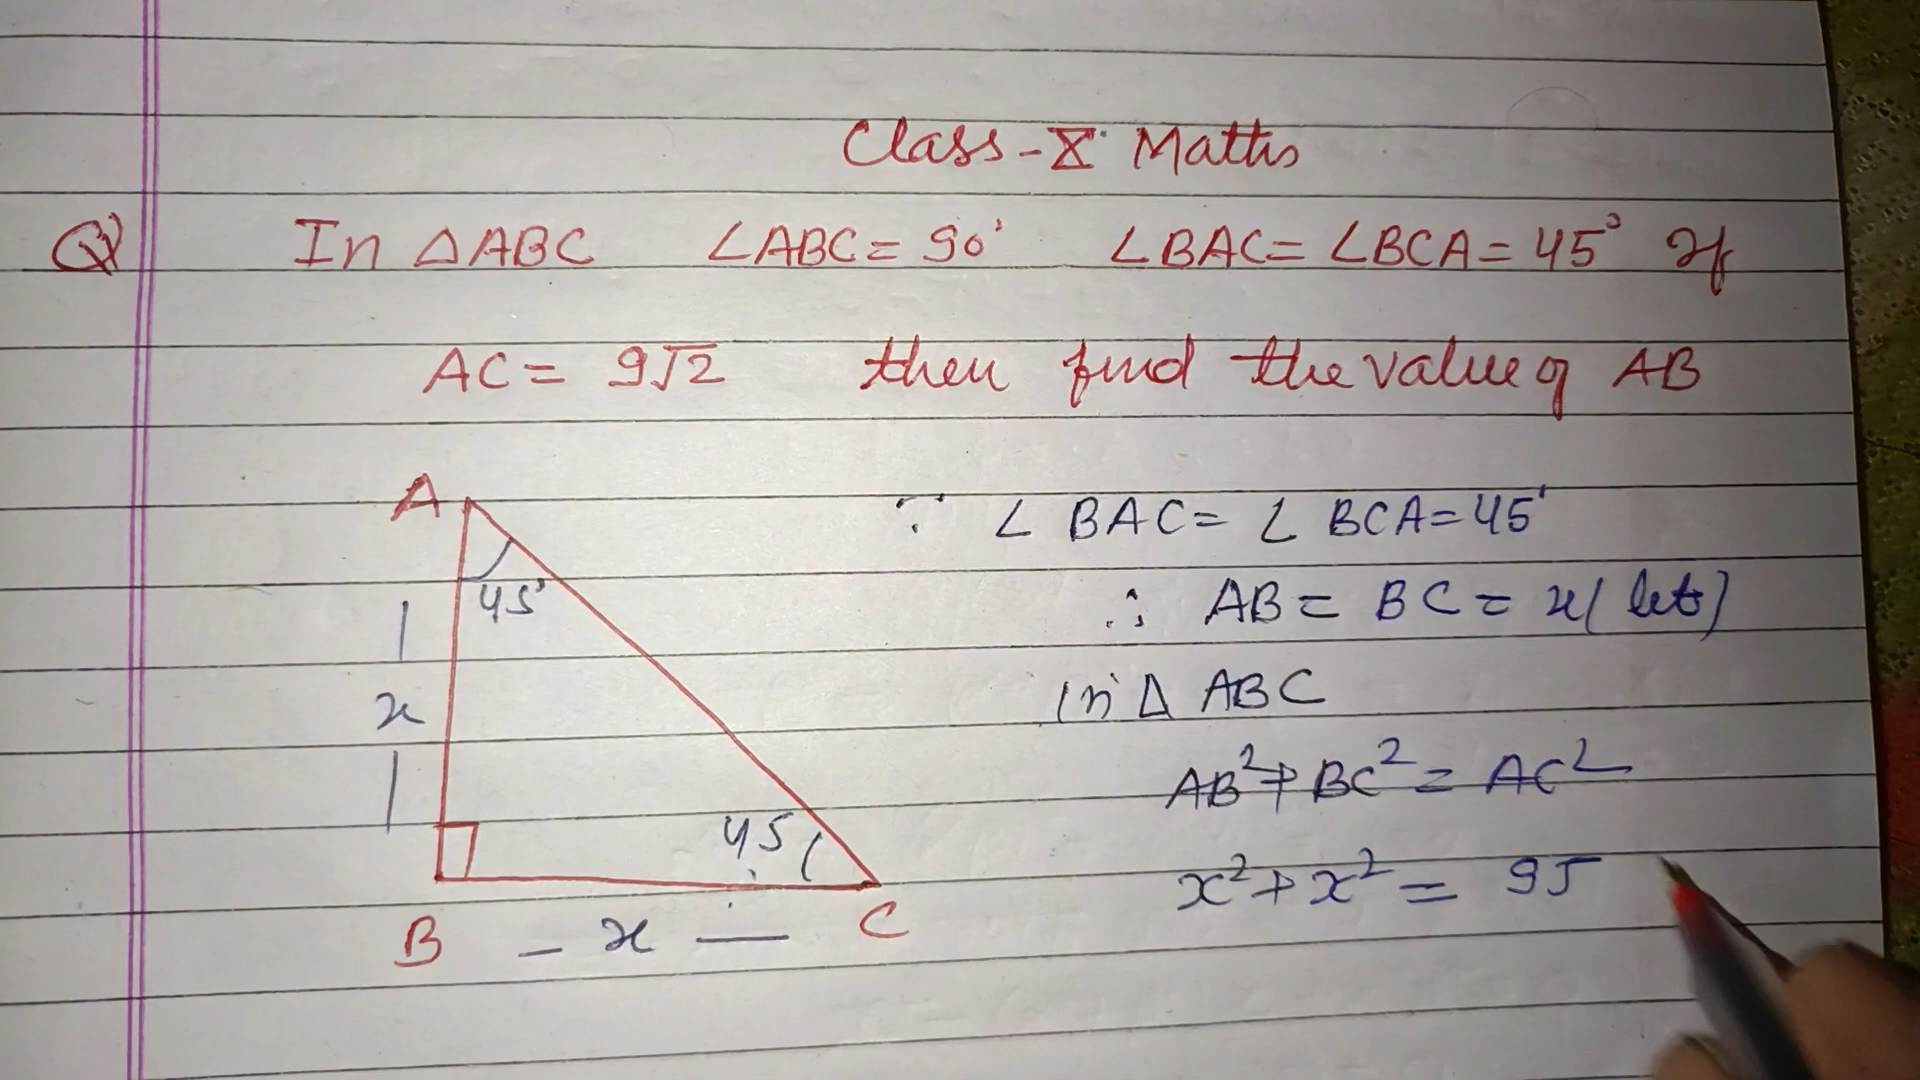 Class-X Maths
Q) In △ABC ∠ABC = 90° ∠BAC = ∠BCA = 45° If
AC = 9√2 then find the value of AB
A
45°
x
45
B – x — C
∵ ∠BAC = ∠BCA = 45°
∴ AB = BC = x (let)
In △ ABC
AB² + BC² = AC²
x² + x² = 9√